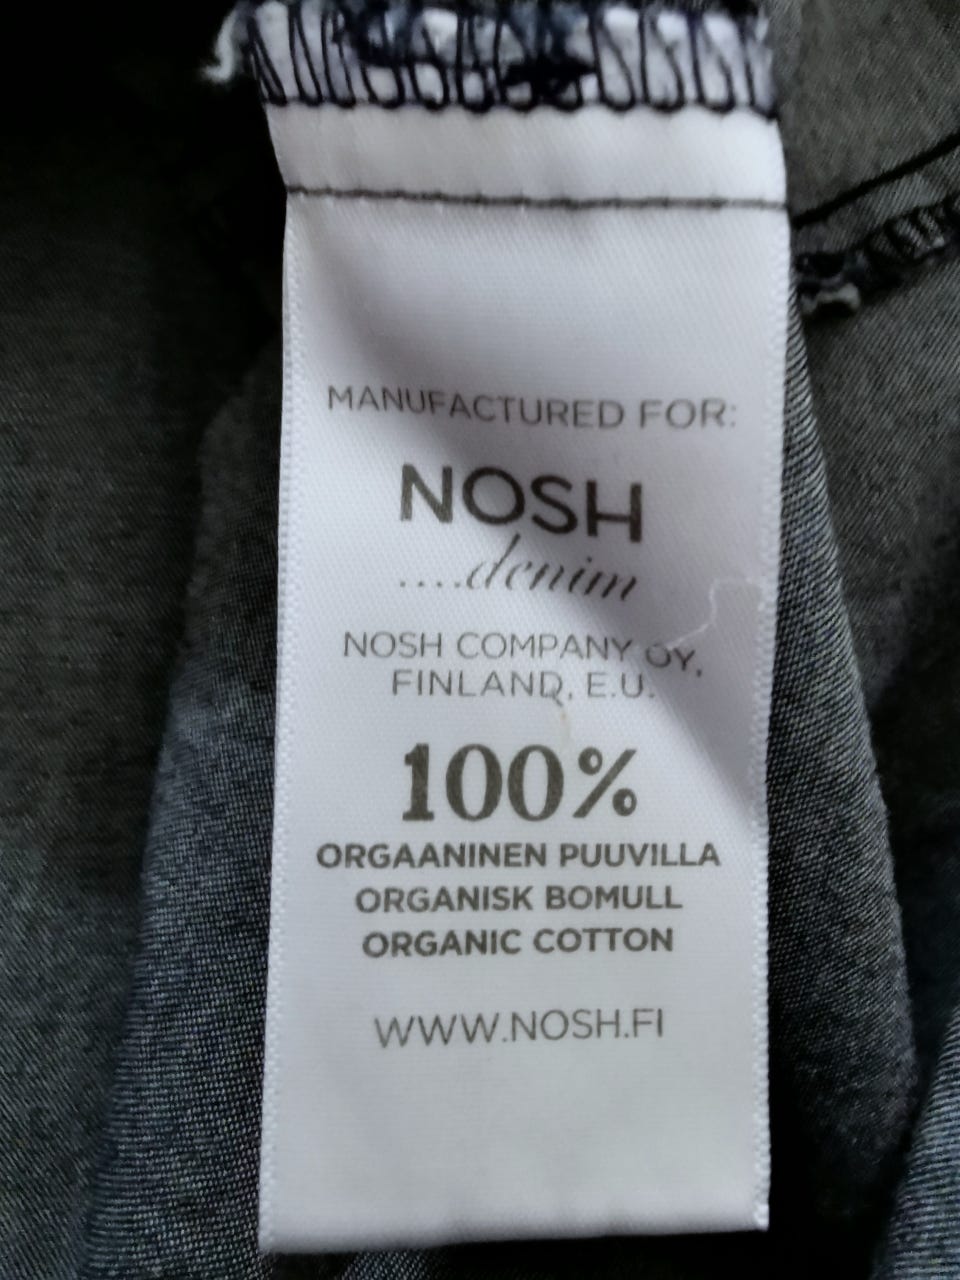 MANUFACTURED FOR:
NOSH
....denim
NOSH COMPANY OY,
FINLAND, E.U.
100%
ORGAANINEN PUUVILLA
ORGANISK BOMULL
ORGANIC COTTON
WWW.NOSH.FI